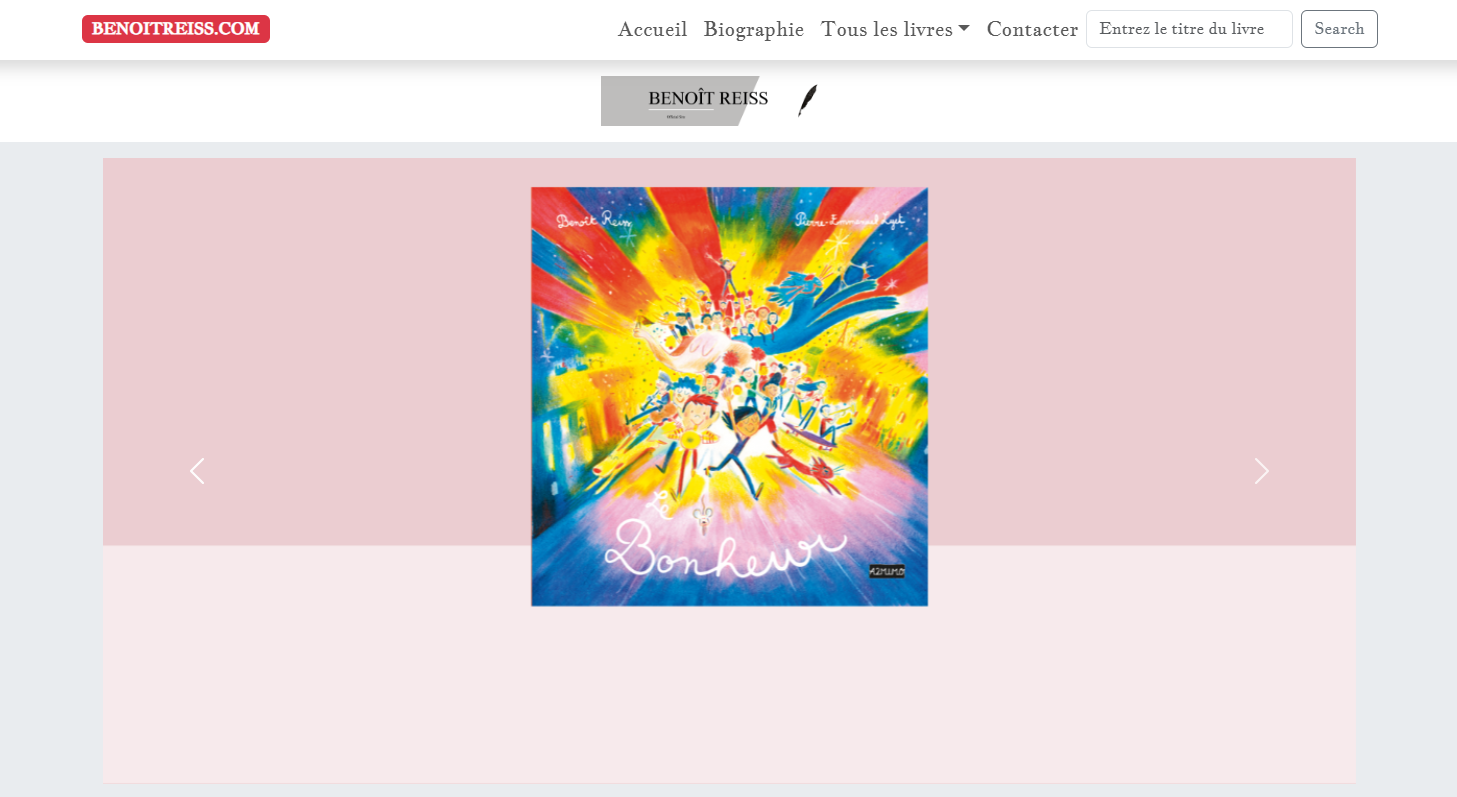 BENOITREISS.COM
Accueil Biographie Tous les livres Contacter Entrez le titre du livre Search
BENOÎT REISS
Official Site
Benoît Reiss Pierre-Emmanuel Lyet
Le
Bonheur
A2MIMO